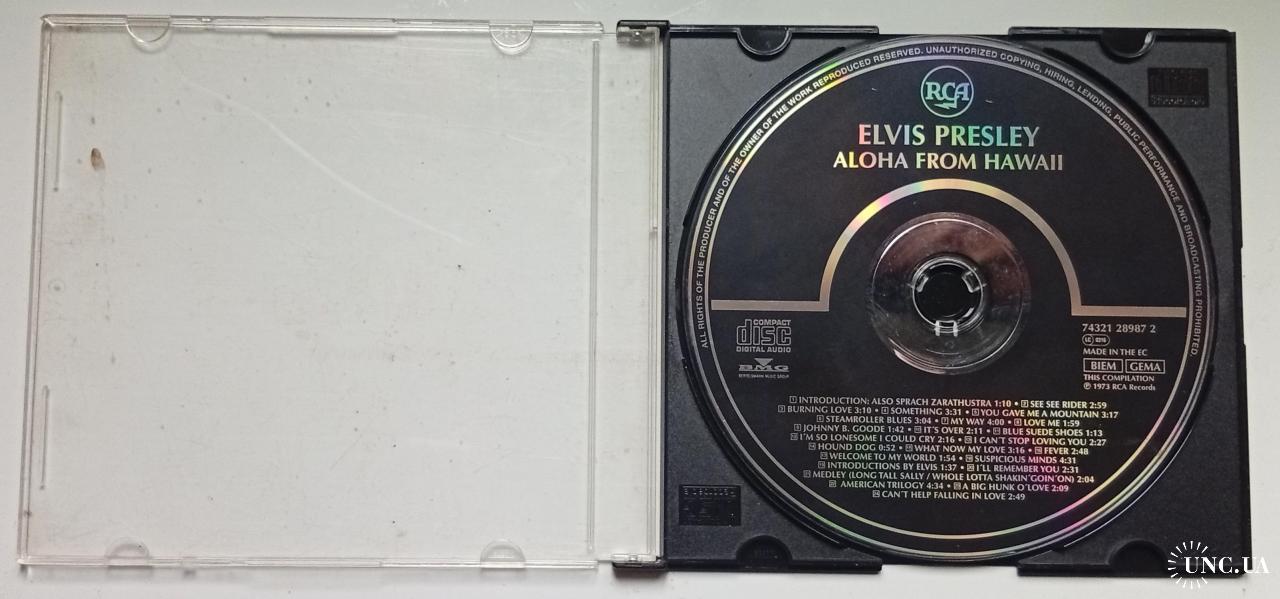 ALL RIGHTS OF THE PRODUCER AND OF THE OWNER OF THE WORK REPRODUCED RESERVED. UNAUTHORIZED COPYING, HIRING, LENDING, PUBLIC PERFORMANCE AND BROADCASTING PROHIBITED.
RCA
ELVIS PRESLEY
ALOHA FROM HAWAII
COMPACT
disc
DIGITAL AUDIO
BMG
BERTELSMANN MUSIC GROUP
74321 28987 2
LC 0316
MADE IN THE EC
BIEM GEMA
THIS COMPILATION
℗ 1973 RCA Records
1 INTRODUCTION: ALSO SPRACH ZARATHUSTRA 1:10 • 2 SEE SEE RIDER 2:59
3 BURNING LOVE 3:10 • 4 SOMETHING 3:31 • 5 YOU GAVE ME A MOUNTAIN 3:17
6 STEAMROLLER BLUES 3:04 • 7 MY WAY 4:00 • 8 LOVE ME 1:59
9 JOHNNY B. GOODE 1:42 • 10 IT'S OVER 2:11 • 11 BLUE SUEDE SHOES 1:13
12 I'M SO LONESOME I COULD CRY 2:16 • 13 I CAN'T STOP LOVING YOU 2:27
14 HOUND DOG 0:52 • 15 WHAT NOW MY LOVE 3:16 • 16 FEVER 2:48
17 WELCOME TO MY WORLD 1:54 • 18 SUSPICIOUS MINDS 4:31
19 INTRODUCTIONS BY ELVIS 1:37 • 20 I'LL REMEMBER YOU 2:31
21 MEDLEY (LONG TALL SALLY / WHOLE LOTTA SHAKIN'GOIN'ON) 2:04
22 AMERICAN TRILOGY 4:34 • 23 A BIG HUNK O'LOVE 2:09
24 CAN'T HELP FALLING IN LOVE 2:49
UNC.UA